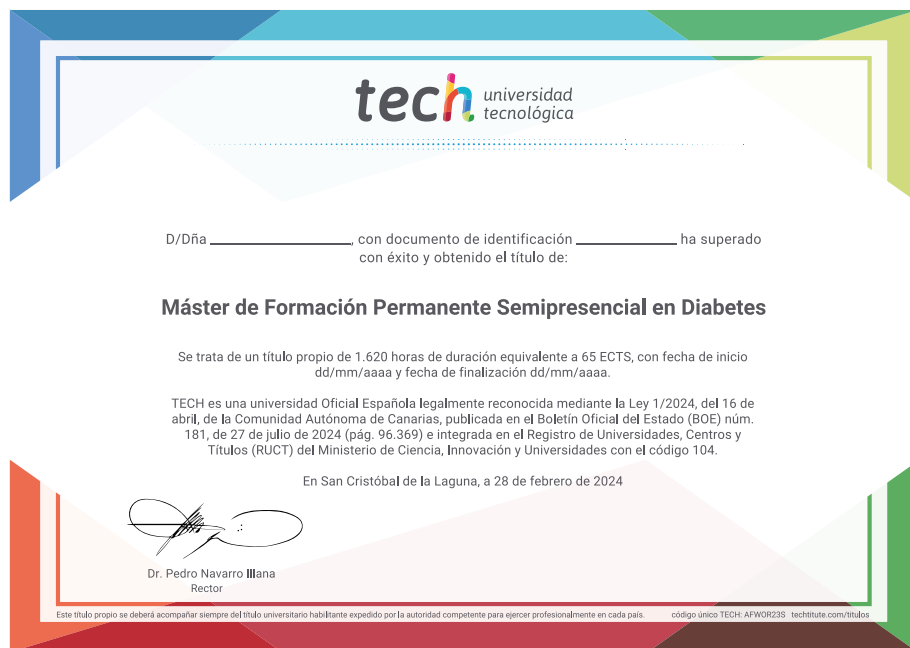 tech universidad
tecnológica
D/Dña ______________, con documento de identificación __________ ha superado
con éxito y obtenido el título de:
Máster de Formación Permanente Semipresencial en Diabetes
Se trata de un título propio de 1.620 horas de duración equivalente a 65 ECTS, con fecha de inicio
dd/mm/aaaa y fecha de finalización dd/mm/aaaa.
TECH es una universidad Oficial Española legalmente reconocida mediante la Ley 1/2024, del 16 de
abril, de la Comunidad Autónoma de Canarias, publicada en el Boletín Oficial del Estado (BOE) núm.
181, de 27 de julio de 2024 (pág. 96.369) e integrada en el Registro de Universidades, Centros y
Títulos (RUCT) del Ministerio de Ciencia, Innovación y Universidades con el código 104.
En San Cristóbal de la Laguna, a 28 de febrero de 2024
Dr. Pedro Navarro Illana
Rector
Este título propio se deberá acompañar siempre del título universitario habilitante expedido por la autoridad competente para ejercer profesionalmente en cada país. código único TECH: AFWOR23S techtitute.com/titulos